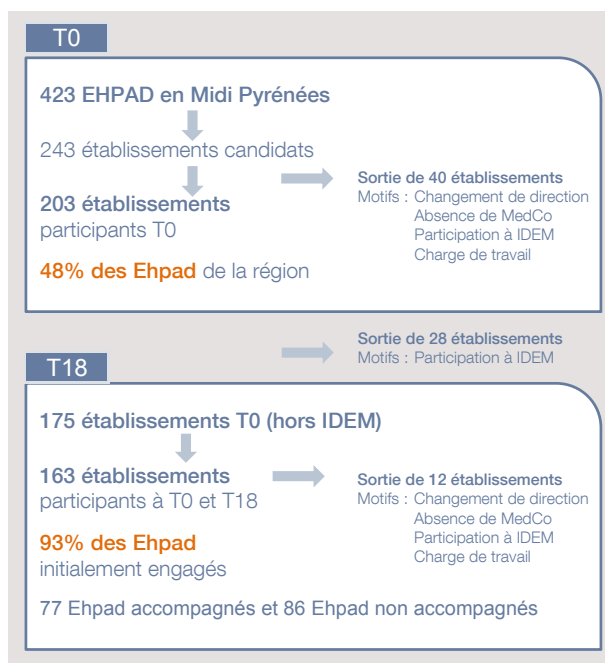 T0
423 EHPAD en Midi Pyrénées
243 établissements candidats
203 établissements
participants T0
48% des Ehpad de la région
Sortie de 40 établissements
Motifs : Changement de direction
Absence de MedCo
Participation à IDEM
Charge de travail
Sortie de 28 établissements
Motifs : Participation à IDEM
T18
175 établissements T0 (hors IDEM)
163 établissements
participants à T0 et T18
93% des Ehpad
initialement engagés
Sortie de 12 établissements
Motifs : Changement de direction
Absence de MedCo
Participation à IDEM
Charge de travail
77 Ehpad accompagnés et 86 Ehpad non accompagnés